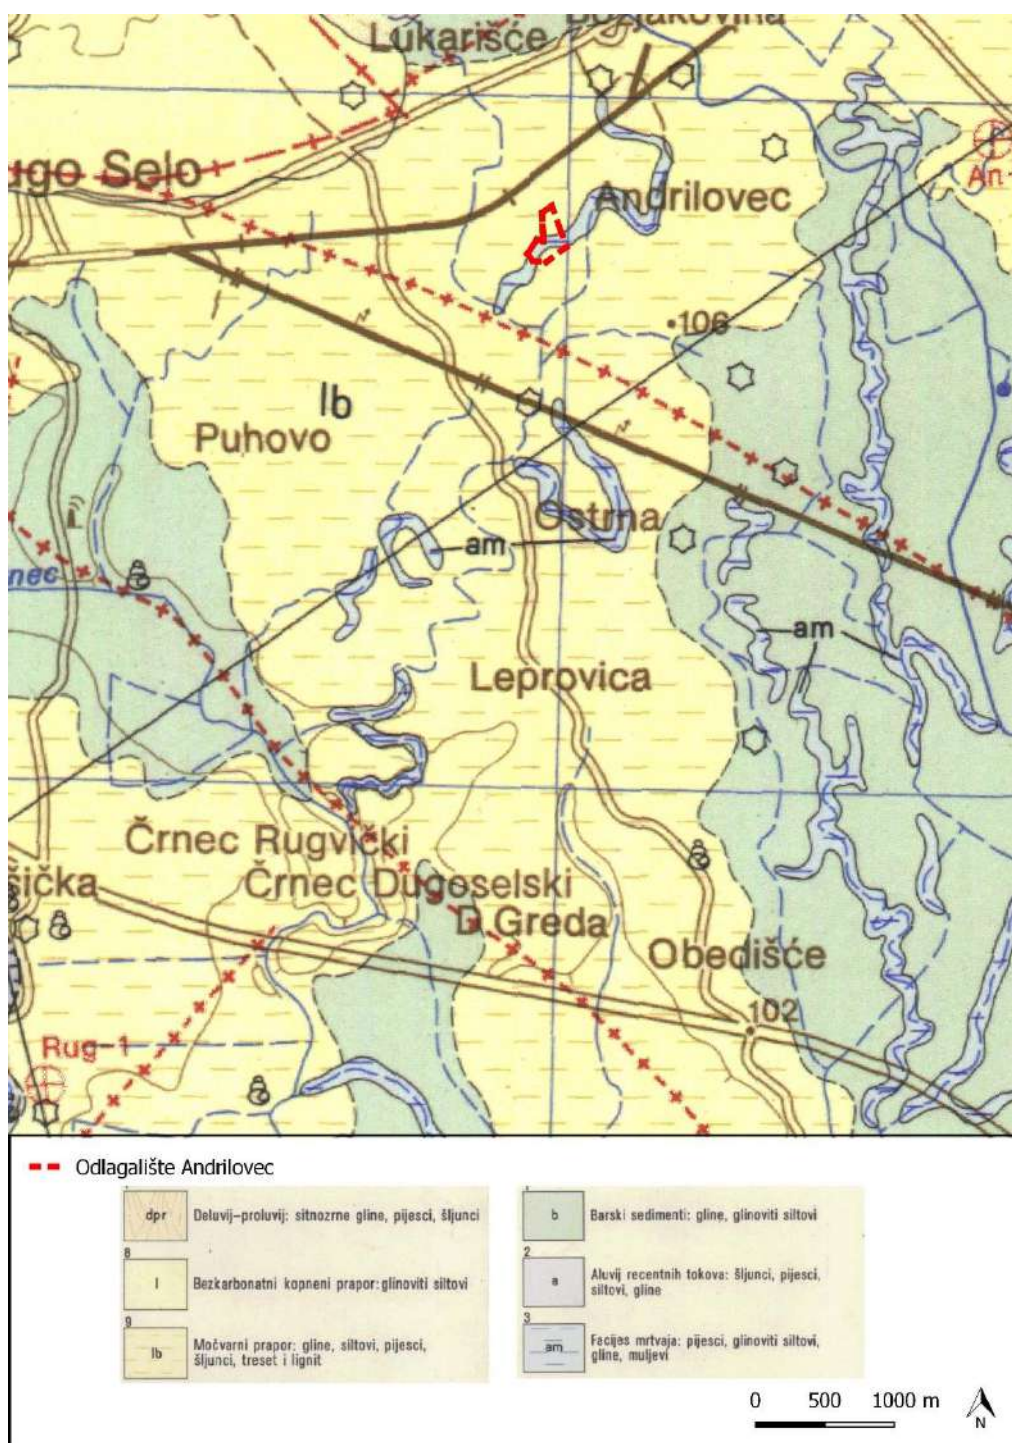 Lukarišće
ugo Selo
Andrilovec
An
106
lb
Puhovo
Ostrna
am
nec
am
Leprovica
Črnec Rugvički
šička
Črnec Dugoselski
D.Greda
Obedišće
102
Rug-1
Odlagalište Andrilovec
dpr
Deluvij-proluvij: sitnozrne gline, pijesci, šljunci
8
l
Bezkarbonatni kopneni prapor: glinoviti siltovi
9
lb
Močvarni prapor: gline, siltovi, pijesci,
šljunci, treset i lignit
b
Barski sedimenti: gline, glinoviti siltovi
2
a
Aluvij recentnih tokova: šljunci, pijesci,
siltovi, gline
3
am
Facijes mrtvaja: pijesci, glinoviti siltovi,
gline, muljevi
0 500 1000 m
N